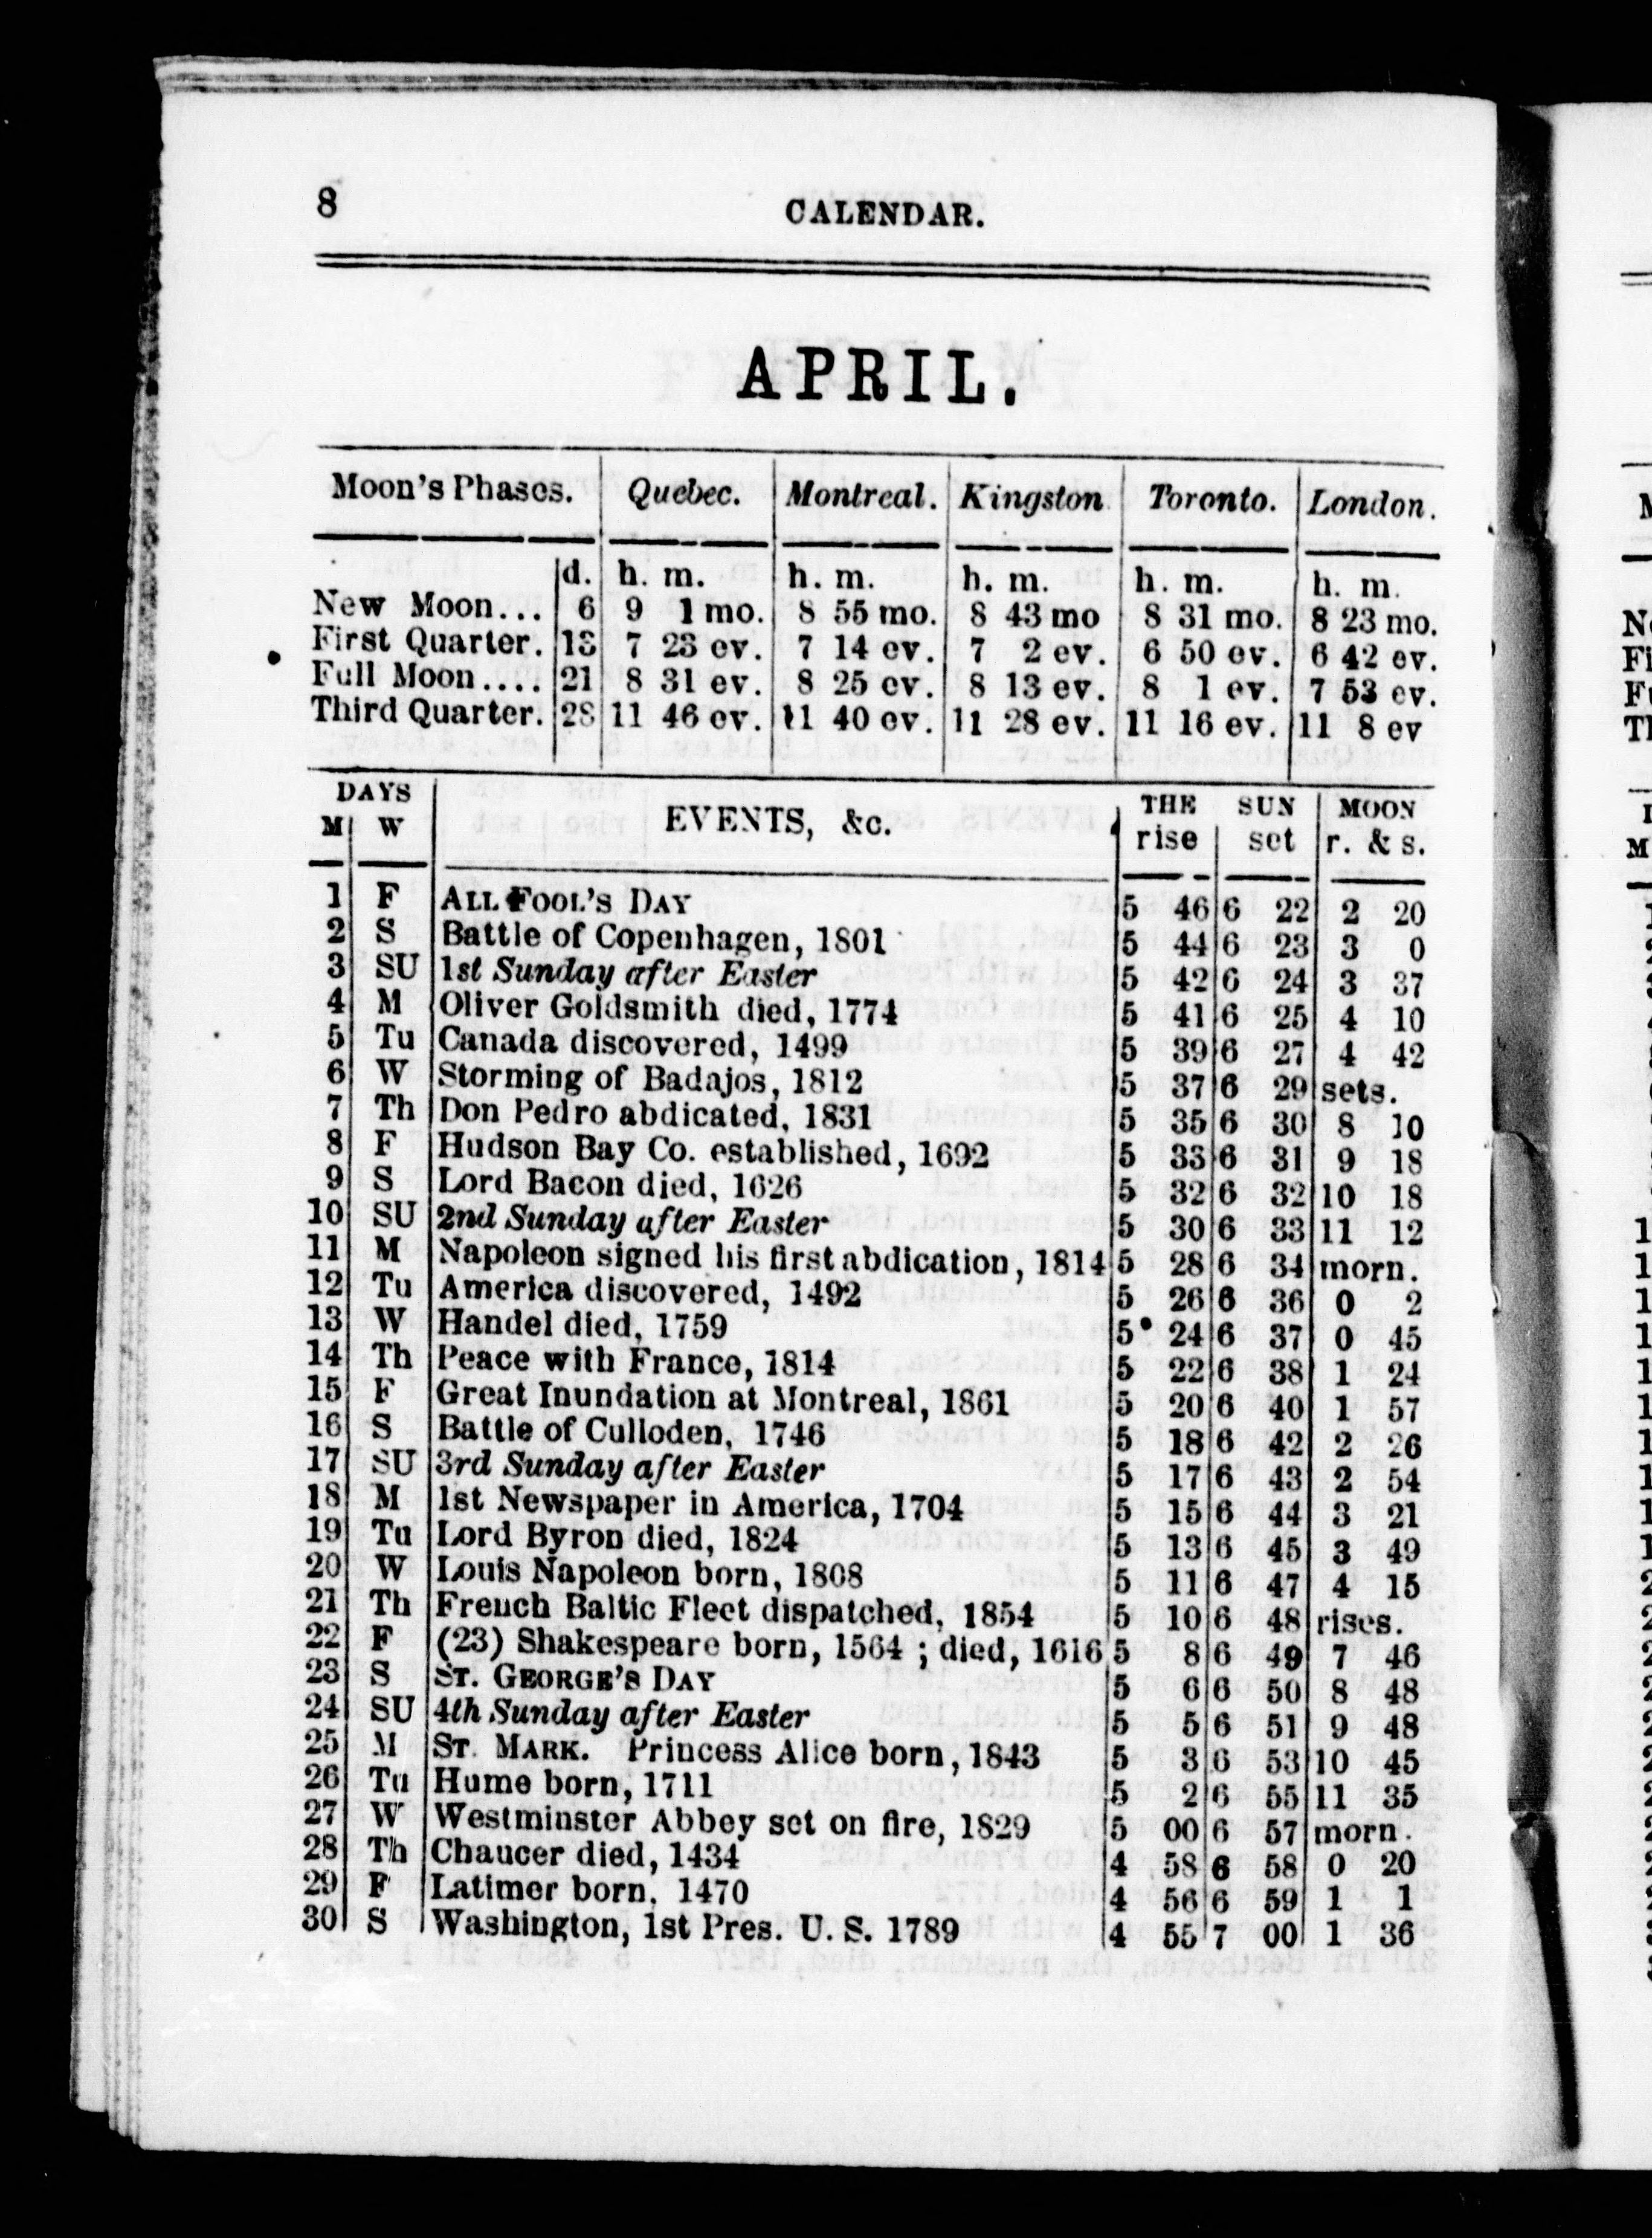 8 CALENDAR.
APRIL.
Moon's Phases. Quebec. Montreal. Kingston Toronto. London.
d. h. m. h. m. h. m. h. m. h. m.
New Moon... 6 9 1 mo. 8 55 mo. 8 43 mo 8 31 mo. 8 23 mo.
First Quarter. 13 7 23 ev. 7 14 ev. 7 2 ev. 6 50 ev. 6 42 ev.
Full Moon.... 21 8 31 ev. 8 25 ev. 8 13 ev. 8 1 ev. 7 53 ev.
Third Quarter. 28 11 46 ev. 11 40 ev. 11 28 ev. 11 16 ev. 11 8 ev
DAYS EVENTS, &c. THE SUN MOON
M W rise set r. & s.
1 F ALL FOOL'S DAY 5 46 6 22 2 20
2 S Battle of Copenhagen, 1801 5 44 6 23 3 0
3 SU 1st Sunday after Easter 5 42 6 24 3 37
4 M Oliver Goldsmith died, 1774 5 41 6 25 4 10
5 Tu Canada discovered, 1499 5 39 6 27 4 42
6 W Storming of Badajos, 1812 5 37 6 29 sets.
7 Th Don Pedro abdicated, 1831 5 35 6 30 8 10
8 F Hudson Bay Co. established, 1692 5 33 6 31 9 18
9 S Lord Bacon died, 1626 5 32 6 32 10 18
10 SU 2nd Sunday after Easter 5 30 6 33 11 12
11 M Napoleon signed his first abdication, 1814 5 28 6 34 morn.
12 Tu America discovered, 1492 5 26 6 36 0 2
13 W Handel died, 1759 5 24 6 37 0 45
14 Th Peace with France, 1814 5 22 6 38 1 24
15 F Great Inundation at Montreal, 1861 5 20 6 40 1 57
16 S Battle of Culloden, 1746 5 18 6 42 2 26
17 SU 3rd Sunday after Easter 5 17 6 43 2 54
18 M 1st Newspaper in America, 1704 5 15 6 44 3 21
19 Tu Lord Byron died, 1824 5 13 6 45 3 49
20 W Louis Napoleon born, 1808 5 11 6 47 4 15
21 Th French Baltic Fleet dispatched, 1854 5 10 6 48 rises.
22 F (23) Shakespeare born, 1564 ; died, 1616 5 8 6 49 7 46
23 S ST. GEORGE'S DAY 5 6 6 50 8 48
24 SU 4th Sunday after Easter 5 5 6 51 9 48
25 M ST. MARK. Princess Alice born, 1843 5 3 6 53 10 45
26 Tu Hume born, 1711 5 2 6 55 11 35
27 W Westminster Abbey set on fire, 1829 5 00 6 57 morn.
28 Th Chaucer died, 1434 4 58 6 58 0 20
29 F Latimer born, 1470 4 56 6 59 1 1
30 S Washington, 1st Pres. U. S. 1789 4 55 7 00 1 36